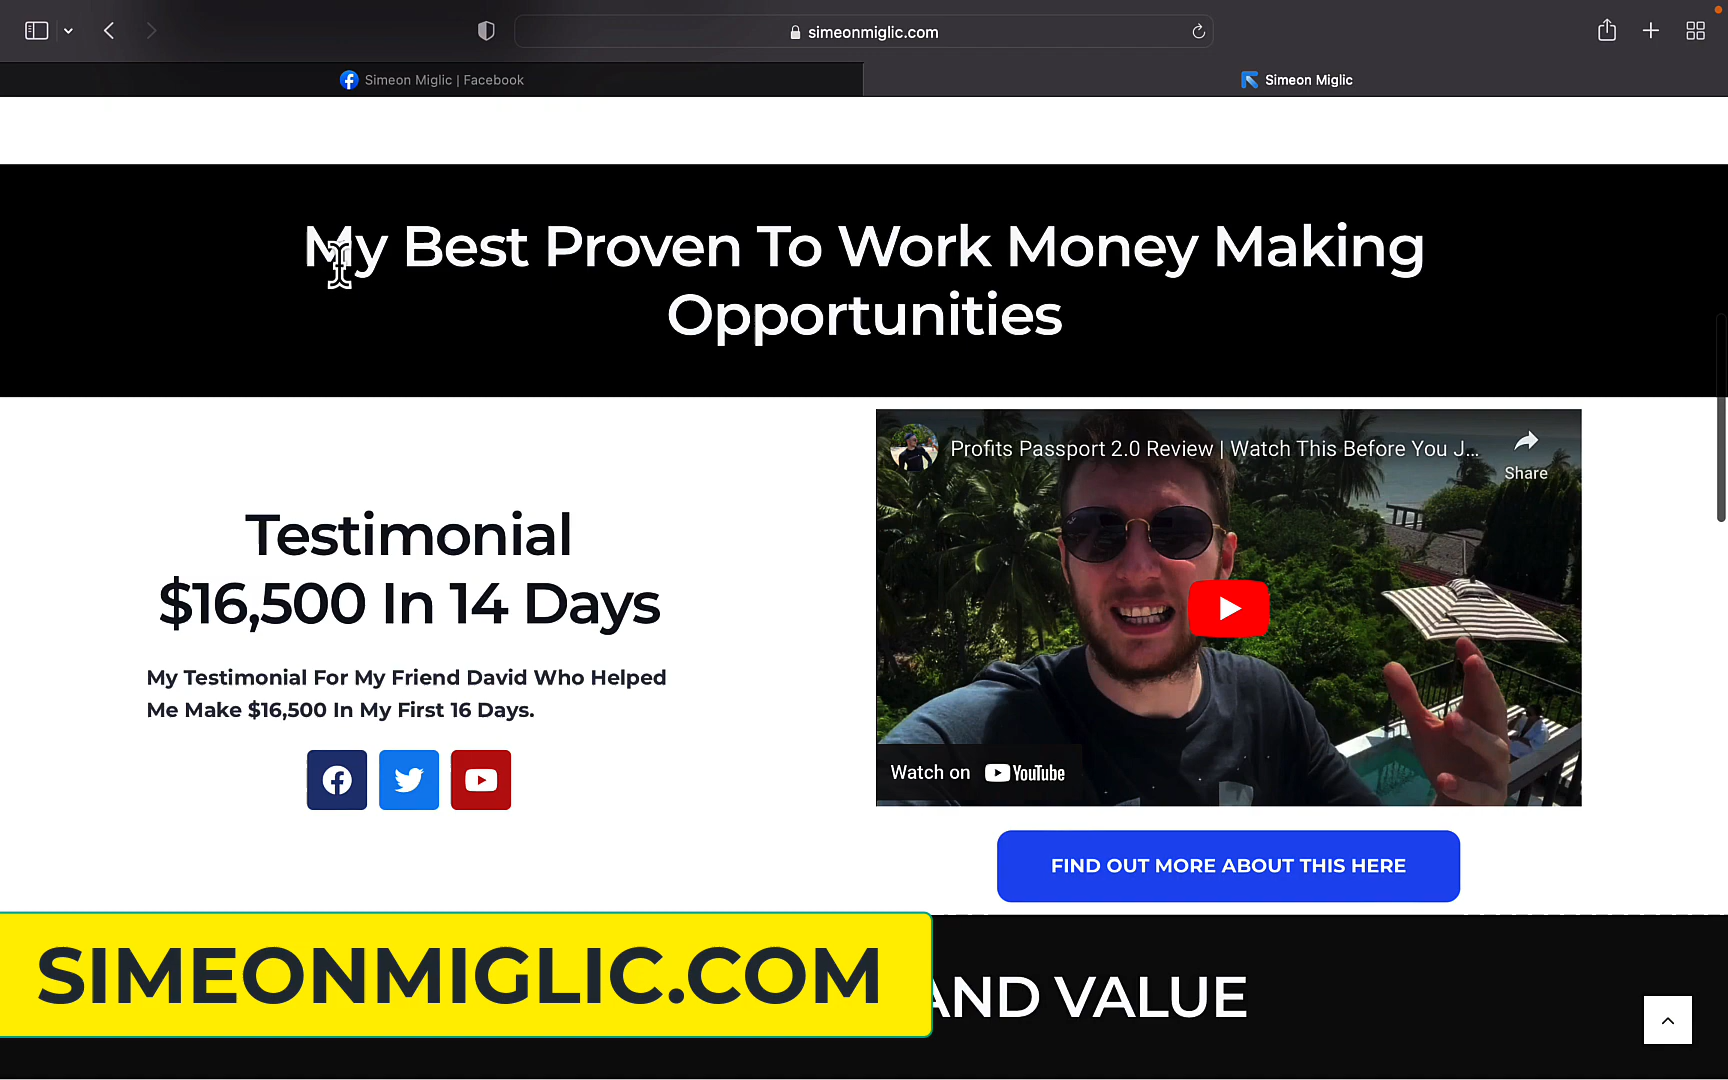 simeonmiglic.com
Simeon Miglic | Facebook
Simeon Miglic
My Best Proven To Work Money Making
Opportunities
Testimonial
$16,500 In 14 Days
My Testimonial For My Friend David Who Helped
Me Make $16,500 In My First 16 Days.
Profits Passport 2.0 Review | Watch This Before You J...
Share
Watch on YouTube
FIND OUT MORE ABOUT THIS HERE
SIMEONMIGLIC.COM
AND VALUE